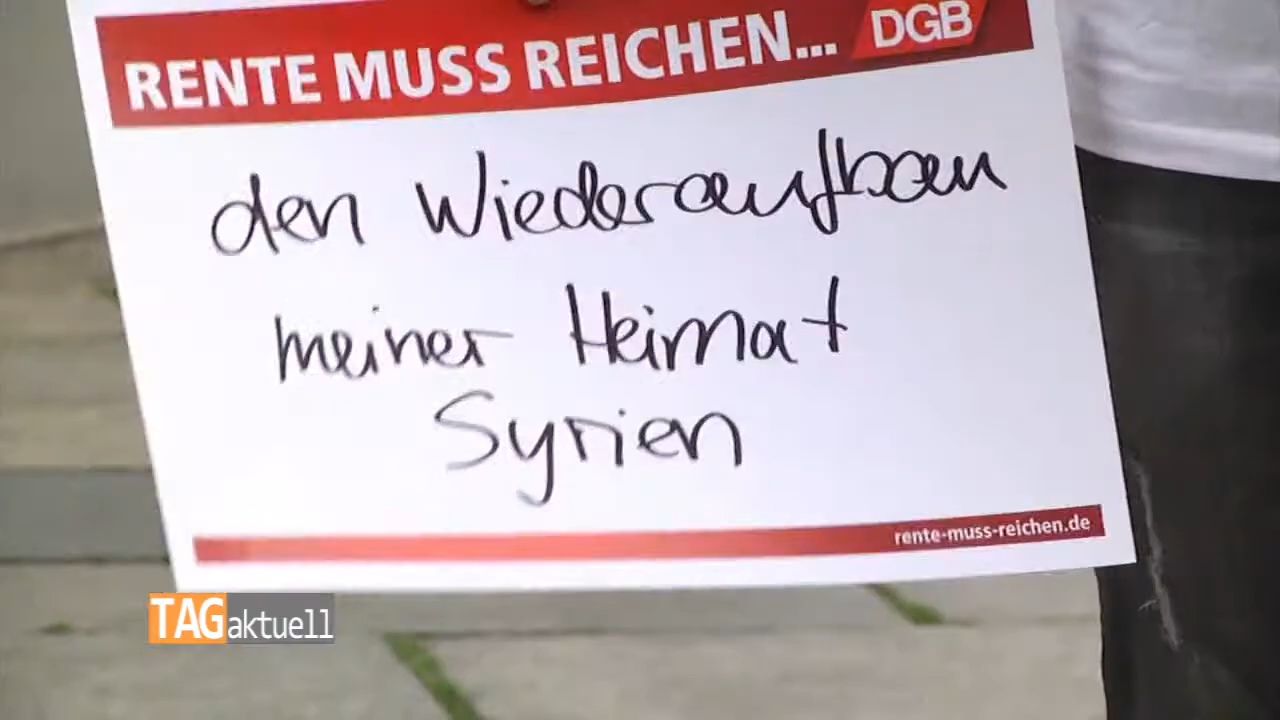 RENTE MUSS REICHEN... DGB
den Wiederaufbau
meiner Heimat
Syrien
rente-muss-reichen.de
TAGaktuell